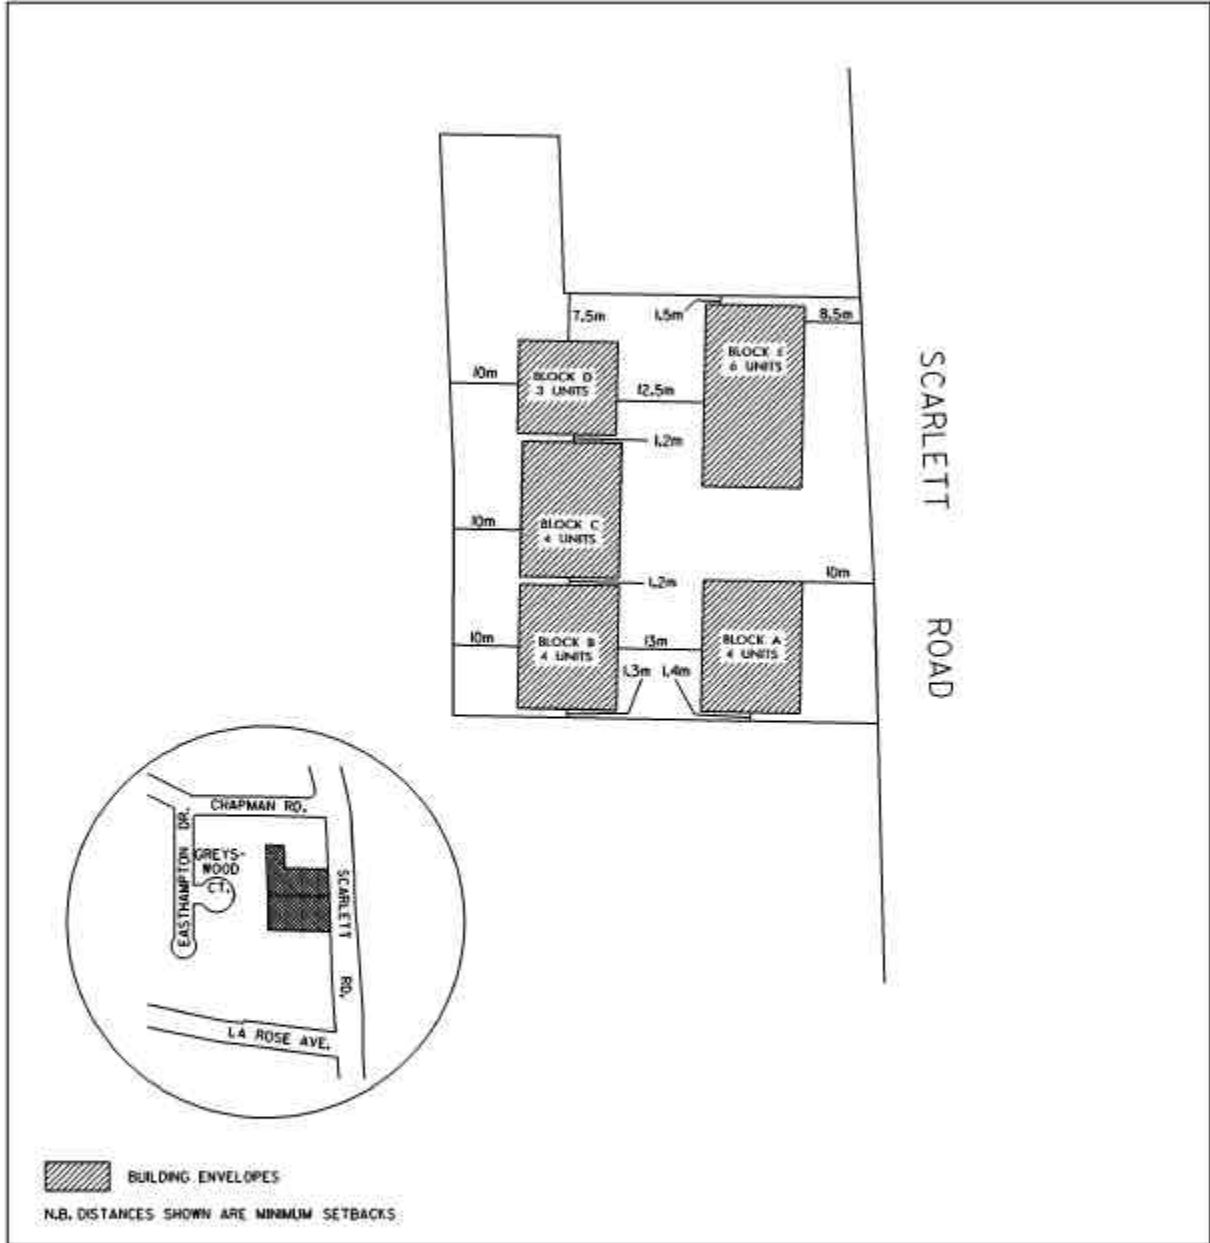 7.5m
1.5m
8.5m
BLOCK E
6 UNITS
10m
BLOCK D
3 UNITS
12.5m
1.2m
SCARLETT
ROAD
10m
BLOCK C
4 UNITS
1.2m
10m
10m
BLOCK B
4 UNITS
13m
BLOCK A
4 UNITS
1.3m
1.4m
CHAPMAN RD.
EASTHAMPTON DR.
GREYS-
WOOD
CT.
SCARLETT RD.
LA ROSE AVE.
BUILDING ENVELOPES
N.B. DISTANCES SHOWN ARE MINIMUM SETBACKS